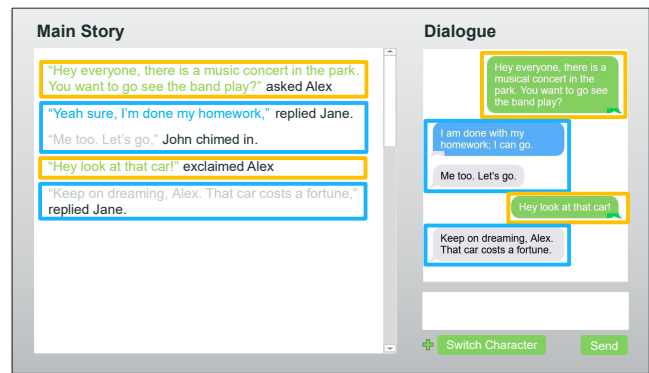 Main Story
“Hey everyone, there is a music concert in the park.
You want to go see the band play?” asked Alex
“Yeah sure, I’m done my homework,” replied Jane.
“Me too. Let’s go,” John chimed in.
“Hey look at that car!” exclaimed Alex
“Keep on dreaming, Alex. That car costs a fortune,”
replied Jane.
Dialogue
Hey everyone, there is a
musical concert in the
park. You want to go see
the band play?
I am done with my
homework; I can go.
Me too. Let’s go.
Hey look at that car!
Keep on dreaming, Alex.
That car costs a fortune.
Switch Character
Send